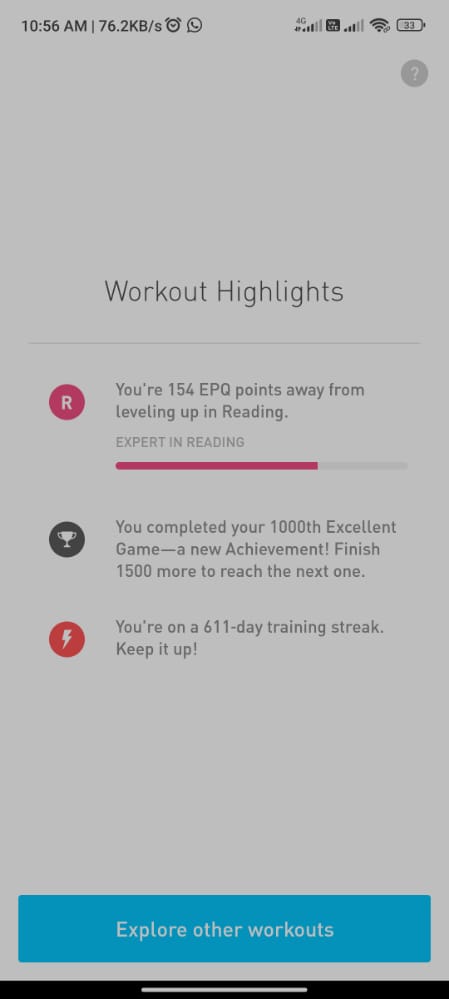 10:56 AM | 76.2KB/s
4G
Vo
LTE
33
?
Workout Highlights
R
You're 154 EPQ points away from
leveling up in Reading.
EXPERT IN READING
You completed your 1000th Excellent
Game—a new Achievement! Finish
1500 more to reach the next one.
You're on a 611-day training streak.
Keep it up!
Explore other workouts